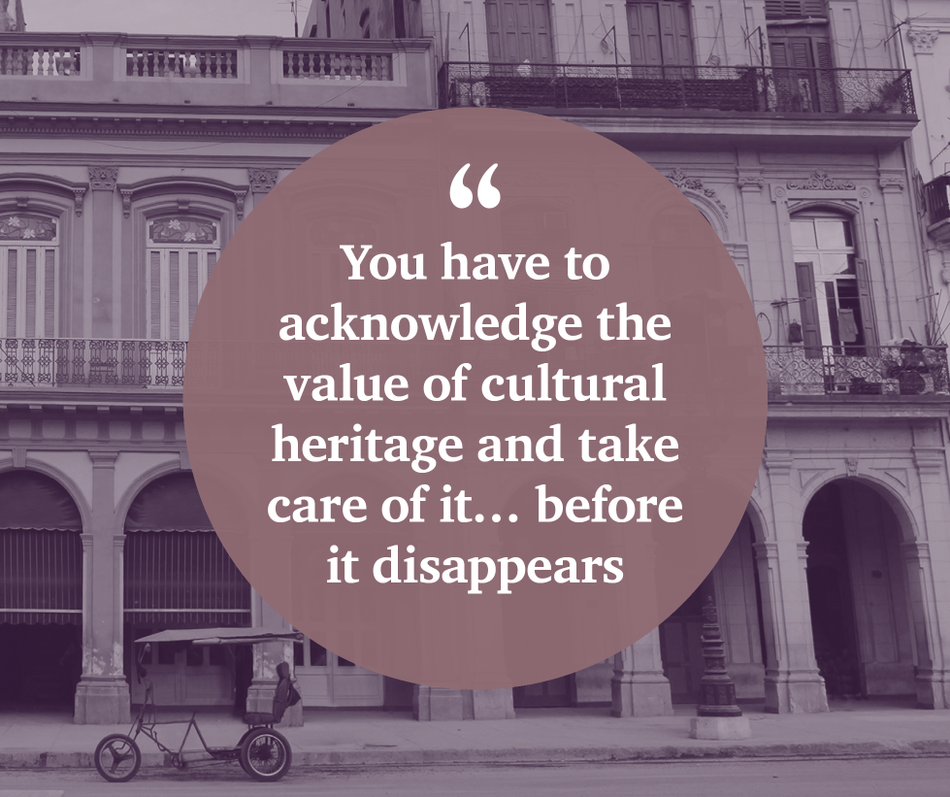 “
You have to
acknowledge the
value of cultural
heritage and take
care of it… before
it disappears